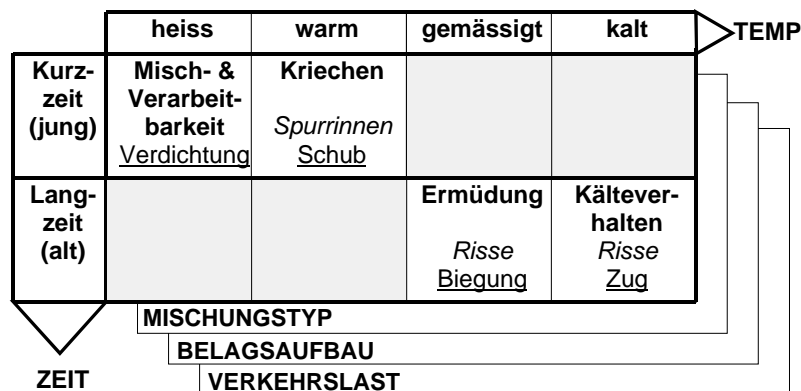 heiss warm gemässigt kalt TEMP
Kurz-
zeit
(jung)
Misch- &
Verarbeit-
barkeit
Verdichtung
Kriechen
Spurrinnen
Schub
Lang-
zeit
(alt)
Ermüdung
Risse
Biegung
Kältever-
halten
Risse
Zug
MISCHUNGSTYP
BELAGSAUFBAU
ZEIT
VERKEHRSLAST